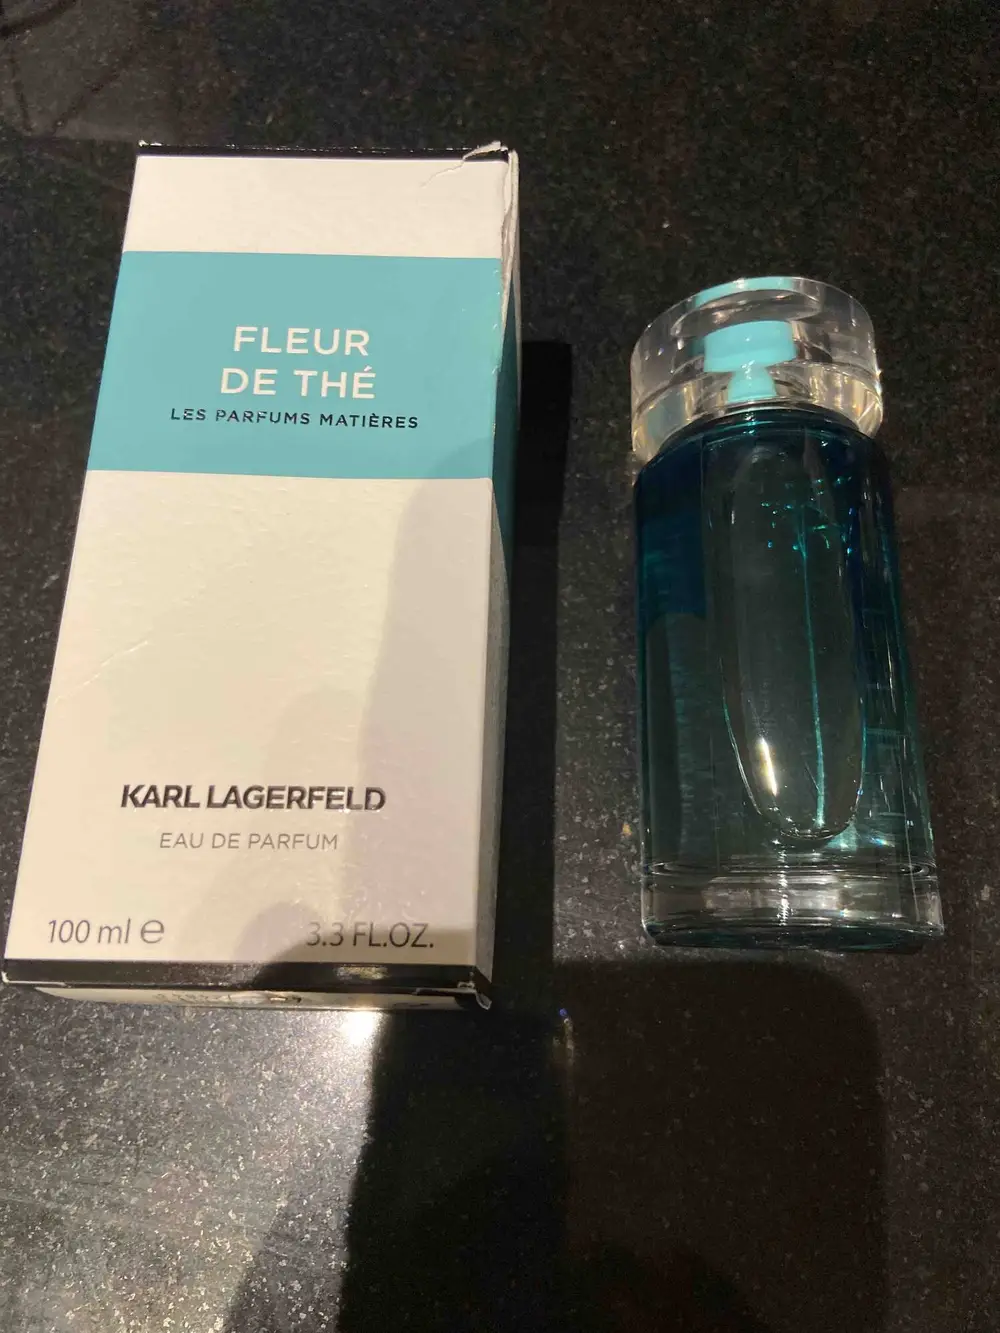 FLEUR
DE THÉ
LES PARFUMS MATIÈRES
KARL LAGERFELD
EAU DE PARFUM
100 ml ℮ 3.3 FL.OZ.